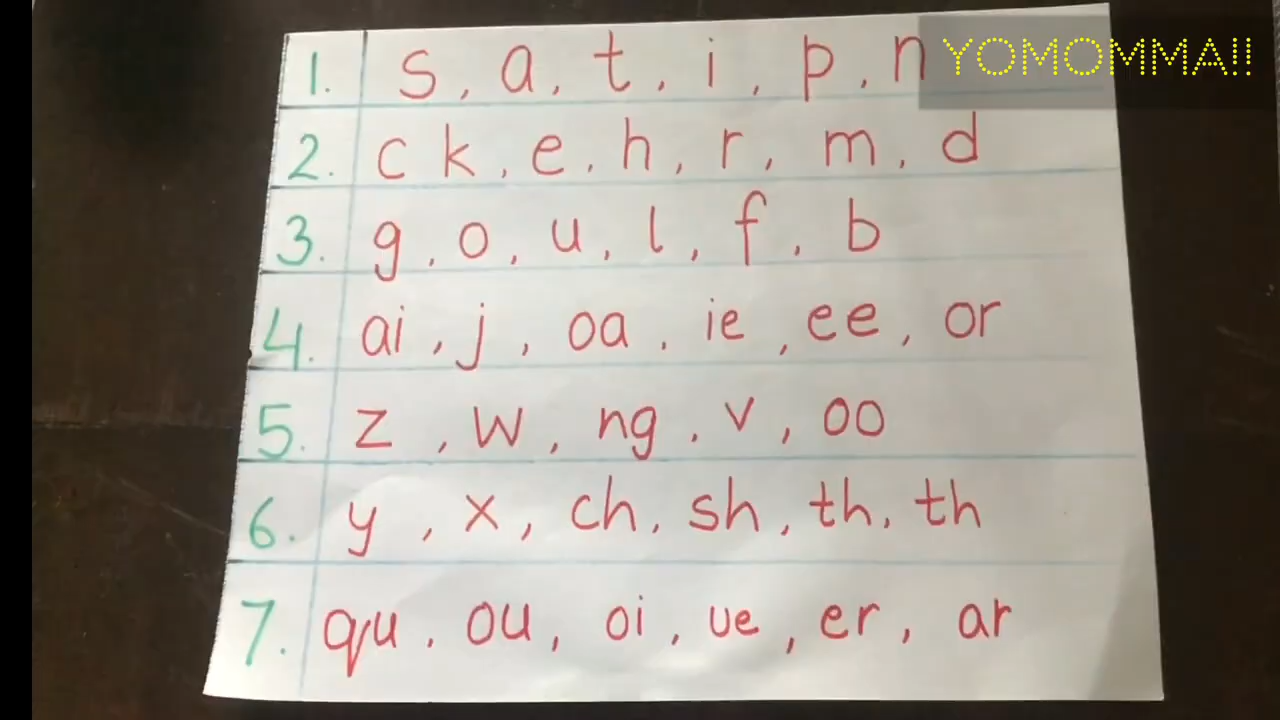 1. s, a, t, i, p, n
YOMOMMA!!
2. c k, e, h, r, m, d
3. g, o, u, l, f, b
4. ai, j, oa, ie, ee, or
5. z, w, ng, v, oo
6. y, x, ch, sh, th, th
7. qu, ou, oi, ue, er, ar